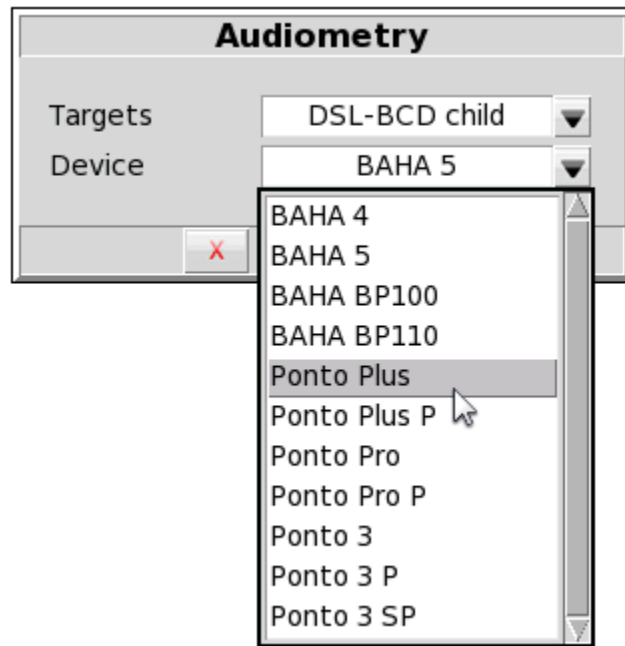 Audiometry
Targets DSL-BCD child
Device BAHA 5
X
BAHA 4
BAHA 5
BAHA BP100
BAHA BP110
Ponto Plus
Ponto Plus P
Ponto Pro
Ponto Pro P
Ponto 3
Ponto 3 P
Ponto 3 SP